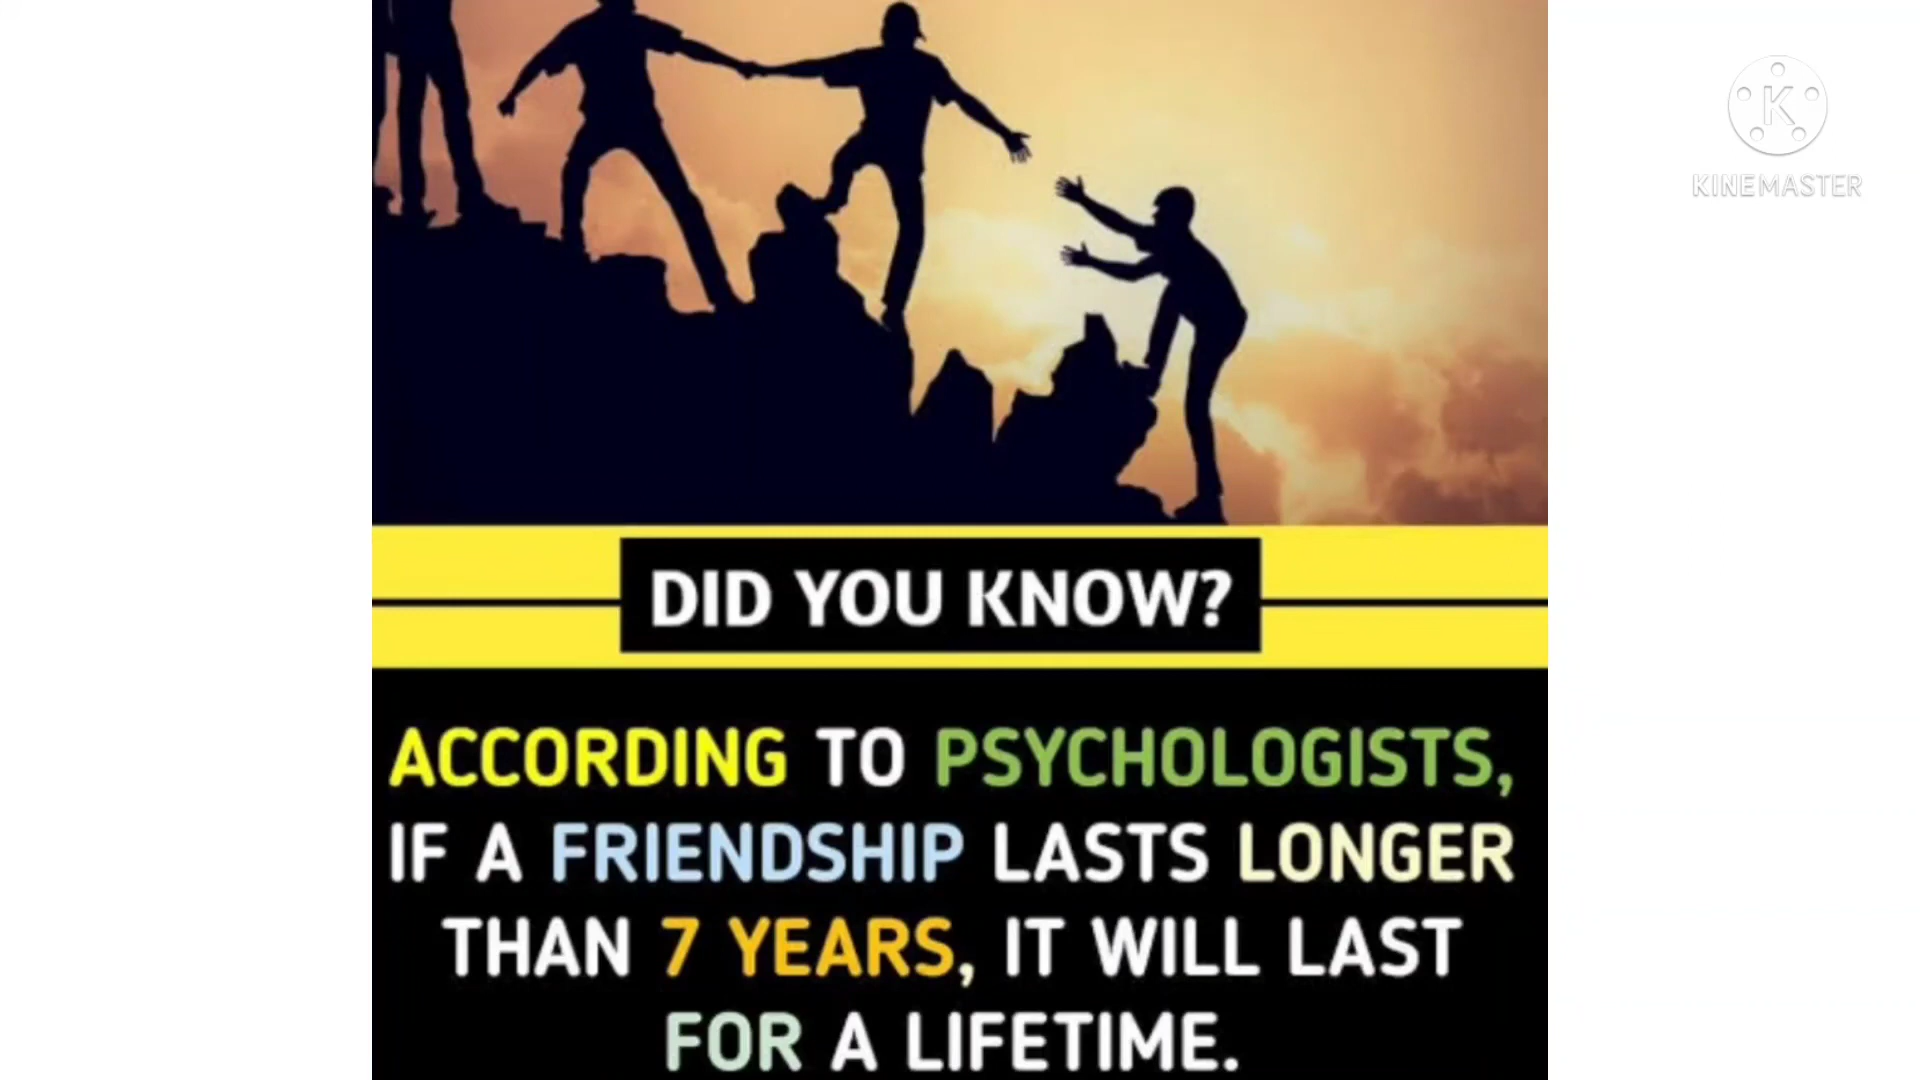 K
KINEMASTER
DID YOU KNOW?
ACCORDING TO PSYCHOLOGISTS,
IF A FRIENDSHIP LASTS LONGER
THAN 7 YEARS, IT WILL LAST
FOR A LIFETIME.